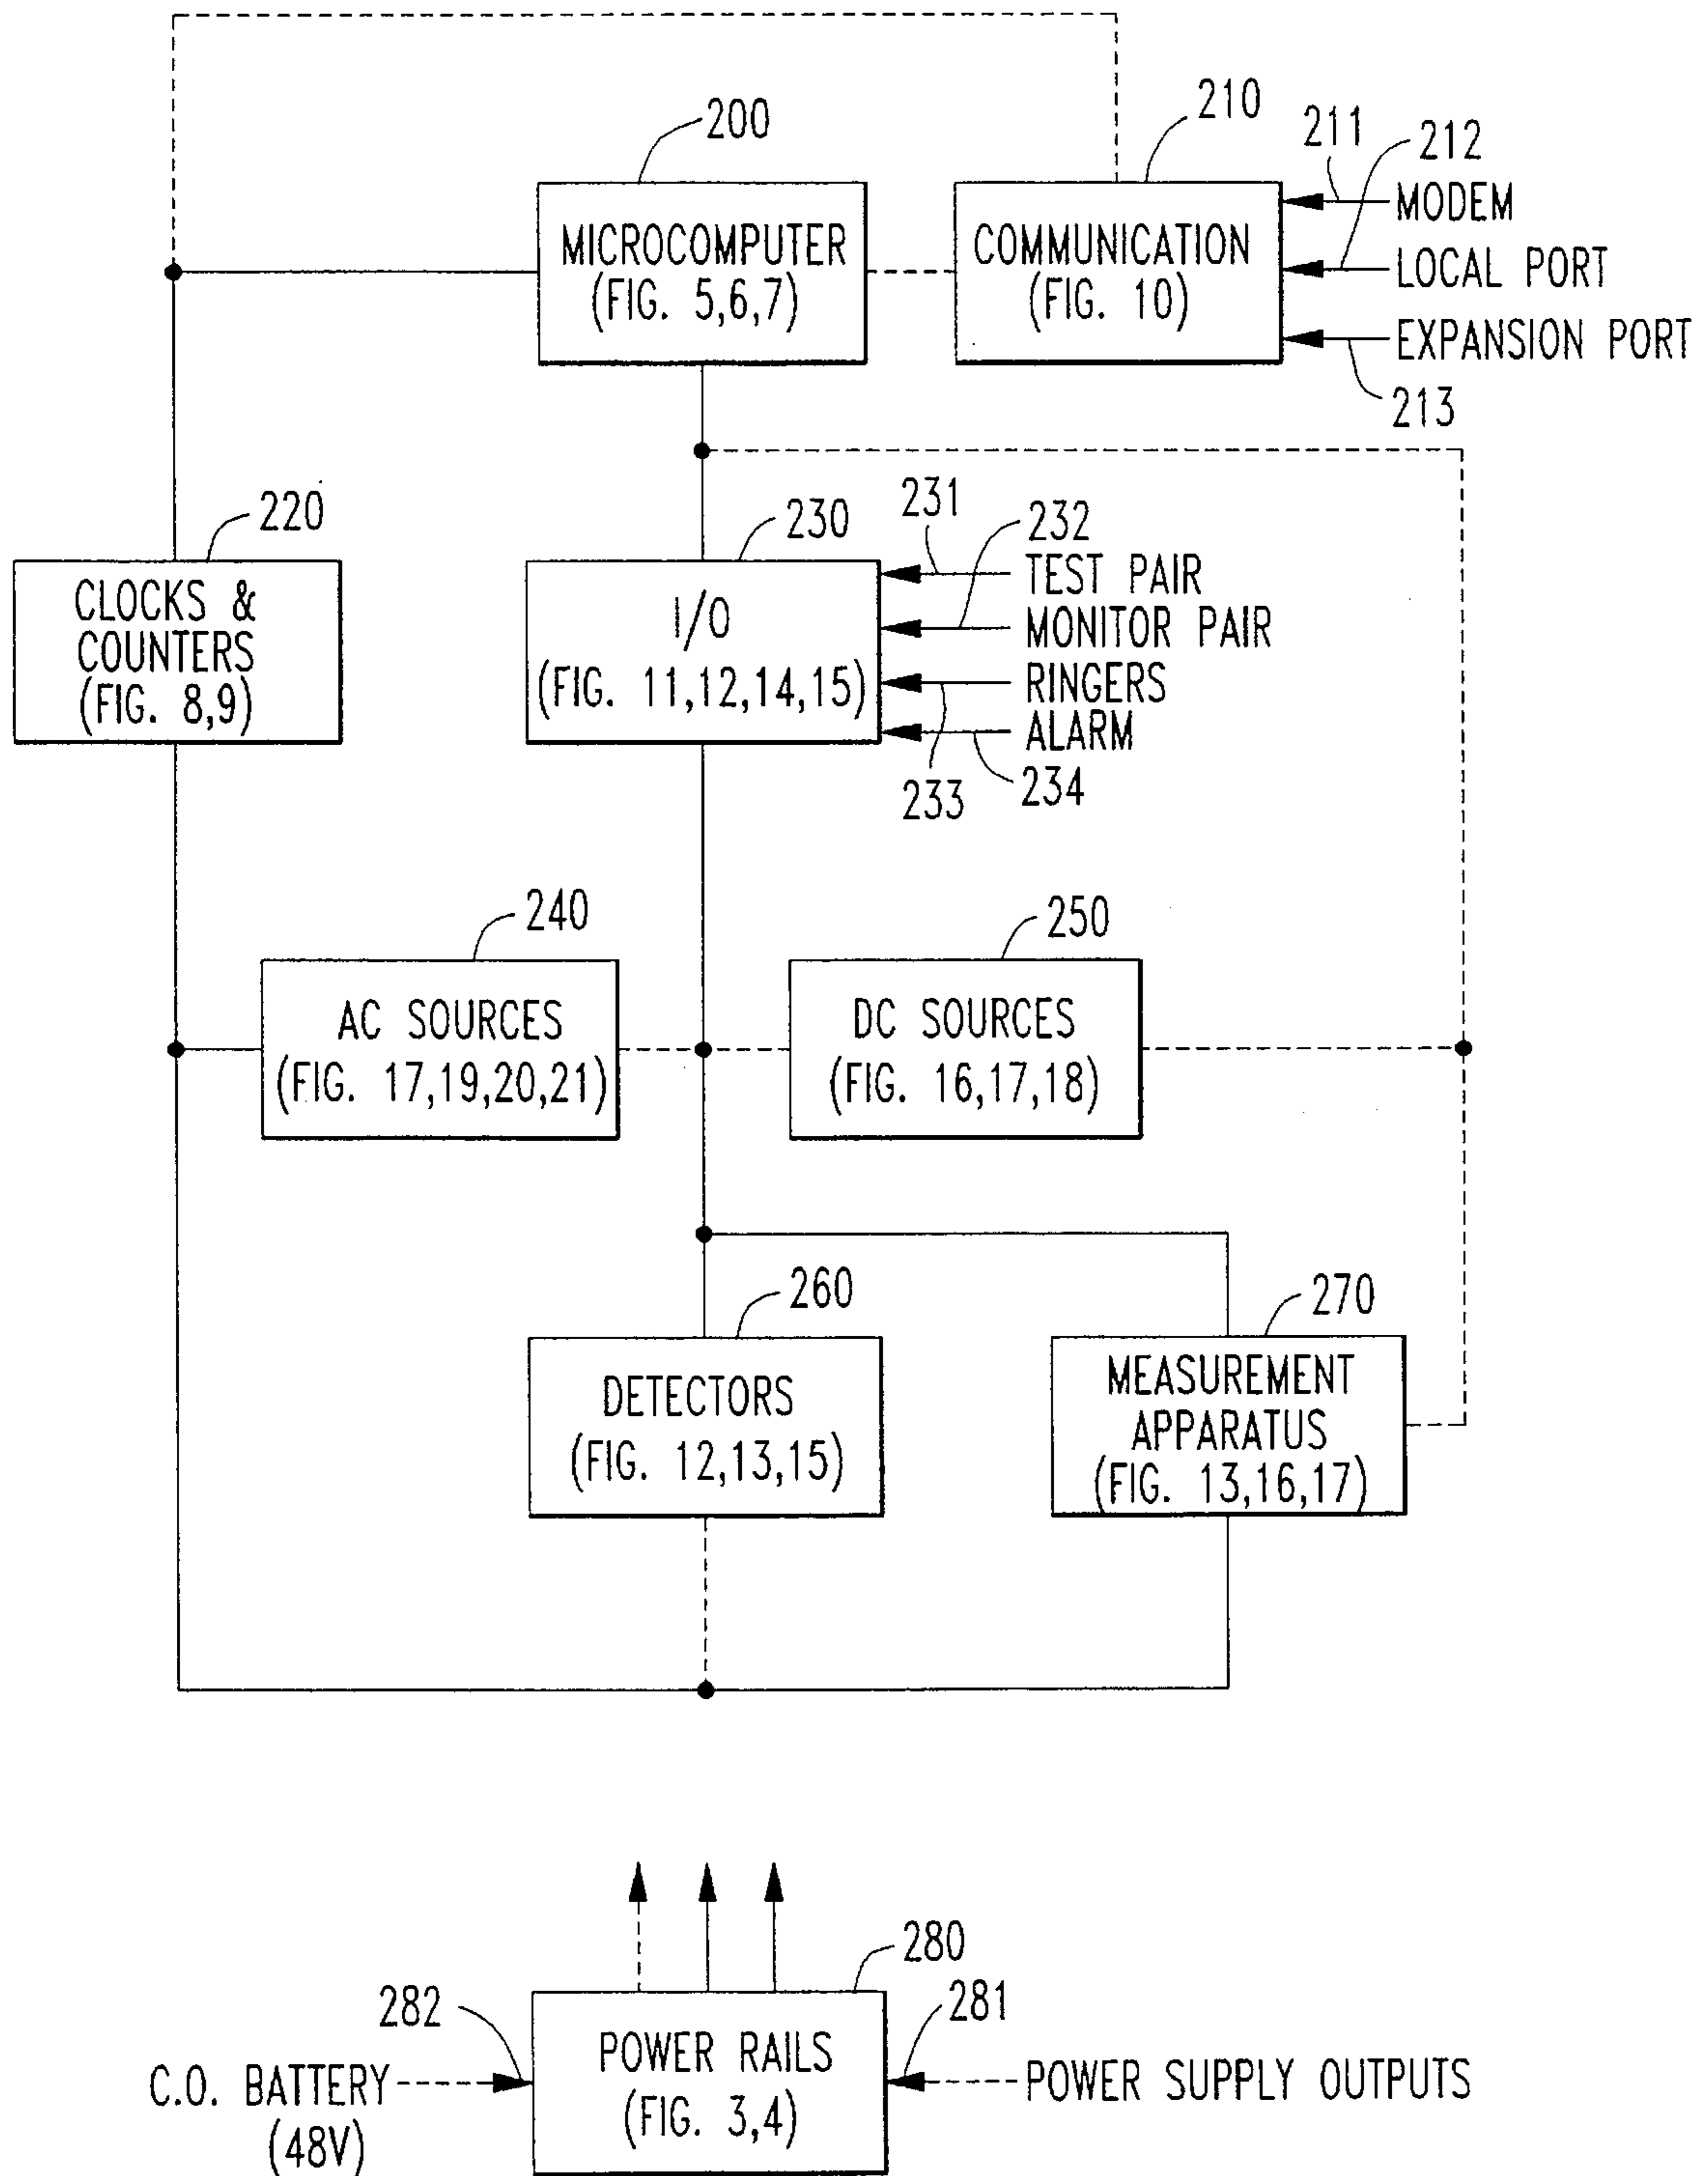 200
210
211
212
MICROCOMPUTER
(FIG. 5,6,7)
COMMUNICATION
(FIG. 10)
MODEM
LOCAL PORT
EXPANSION PORT
213
220
CLOCKS &
COUNTERS
(FIG. 8,9)
230
I/O
(FIG. 11,12,14,15)
231
232
TEST PAIR
MONITOR PAIR
RINGERS
ALARM
233
234
240
AC SOURCES
(FIG. 17,19,20,21)
250
DC SOURCES
(FIG. 16,17,18)
260
DETECTORS
(FIG. 12,13,15)
270
MEASUREMENT
APPARATUS
(FIG. 13,16,17)
280
281
282
C.O. BATTERY
(48V)
POWER RAILS
(FIG. 3,4)
POWER SUPPLY OUTPUTS